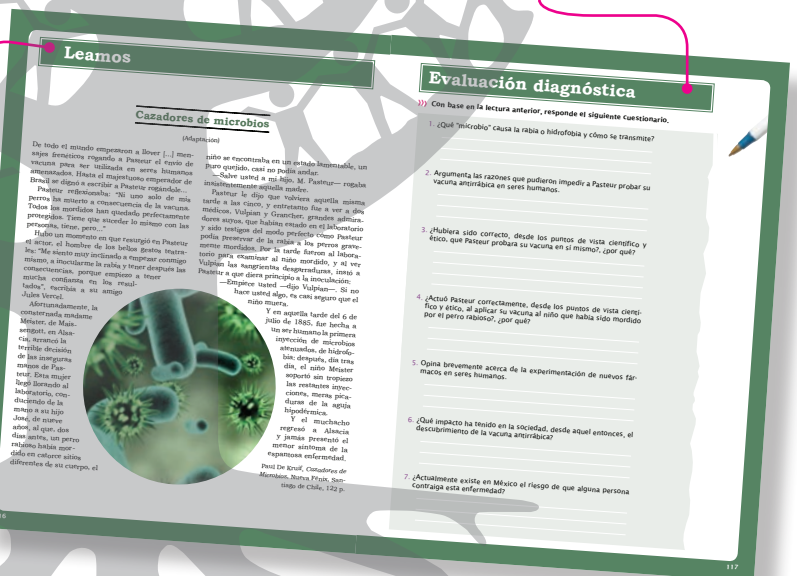 Leamos
Cazadores de microbios
(Adaptación)
De todo el mundo empezaron a llover [...] men-
sajes frenéticos rogando a Pasteur el envío de
vacuna para ser utilizada en seres humanos
amenazados. Hasta el majestuoso emperador de
Brasil se dignó a escribir a Pasteur rogándole...
Pasteur reflexionaba: "Ni uno solo de mis
perros ha muerto a consecuencia de la vacuna.
Todos los mordidos han quedado perfectamente
protegidos. Tiene que suceder lo mismo con las
personas, tiene, pero..."
Hubo un momento en que resurgió en Pasteur
el actor, el hombre de los bellos gestos teatra-
les: "Me siento muy inclinado a empezar conmigo
mismo, a inocularme la rabia y tener después las
consecuencias, porque empiezo a tener
mucha confianza en los resul-
tados", escribía a su amigo
Jules Vercel.
Afortunadamente, la
consternada madame
Meister, de Mais-
sengott, en Alsa-
cia, arrancó la
terrible decisión
de las inseguras
manos de Pas-
teur. Esta mujer
llegó llorando al
laboratorio, con-
duciendo de la
mano a su hijo
José, de nueve
años, al que, dos
días antes, un perro
rabioso había mor-
dido en catorce sitios
diferentes de su cuerpo, el
niño se encontraba en un estado lamentable, un
puro quejido, casi no podía andar.
—Salve usted a mi hijo, M. Pasteur— rogaba
insistentemente aquella madre.
Pasteur le dijo que volviera aquella misma
tarde a las cinco, y entretanto fue a ver a dos
médicos, Vulpian y Grancher, grandes admira-
dores suyos, que habían estado en el laboratorio
y sido testigos del modo perfecto cómo Pasteur
podía preservar de la rabia a los perros grave-
mente mordidos. Por la tarde fueron al labora-
torio para examinar al niño mordido, y al ver
Vulpian las sangrientas desgarraduras, instó a
Pasteur a que diera principio a la inoculación:
—Empiece usted —dijo Vulpian—. Si no
hace usted algo, es casi seguro que el
niño muera.
Y en aquella tarde del 6 de
julio de 1885, fue hecha a
un ser humano la primera
inyección de microbios
atenuados, de hidrofo-
bia; después, día tras
día, el niño Meister
soportó sin tropiezo
las restantes inyec-
ciones, meras pica-
duras de la aguja
hipodérmica.
Y el muchacho
regresó a Alsacia
y jamás presentó el
menor síntoma de la
espantosa enfermedad.
Paul De Kruif, Cazadores de
Microbios, Nueva Fénix, San-
tiago de Chile, 122 p.
Evaluación diagnóstica
))) Con base en la lectura anterior, responde el siguiente cuestionario.
1. ¿Qué "microbio" causa la rabia o hidrofobia y cómo se transmite?
2. Argumenta las razones que pudieron impedir a Pasteur probar su
vacuna antirrábica en seres humanos.
3. ¿Hubiera sido correcto, desde los puntos de vista científico y
ético, que Pasteur probara su vacuna en sí mismo?, ¿por qué?
4. ¿Actuó Pasteur correctamente, desde los puntos de vista cientí-
fico y ético, al aplicar su vacuna al niño que había sido mordido
por el perro rabioso?, ¿por qué?
5. Opina brevemente acerca de la experimentación de nuevos fár-
macos en seres humanos.
6. ¿Qué impacto ha tenido en la sociedad, desde aquel entonces, el
descubrimiento de la vacuna antirrábica?
7. ¿Actualmente existe en México el riesgo de que alguna persona
contraiga esta enfermedad?
117